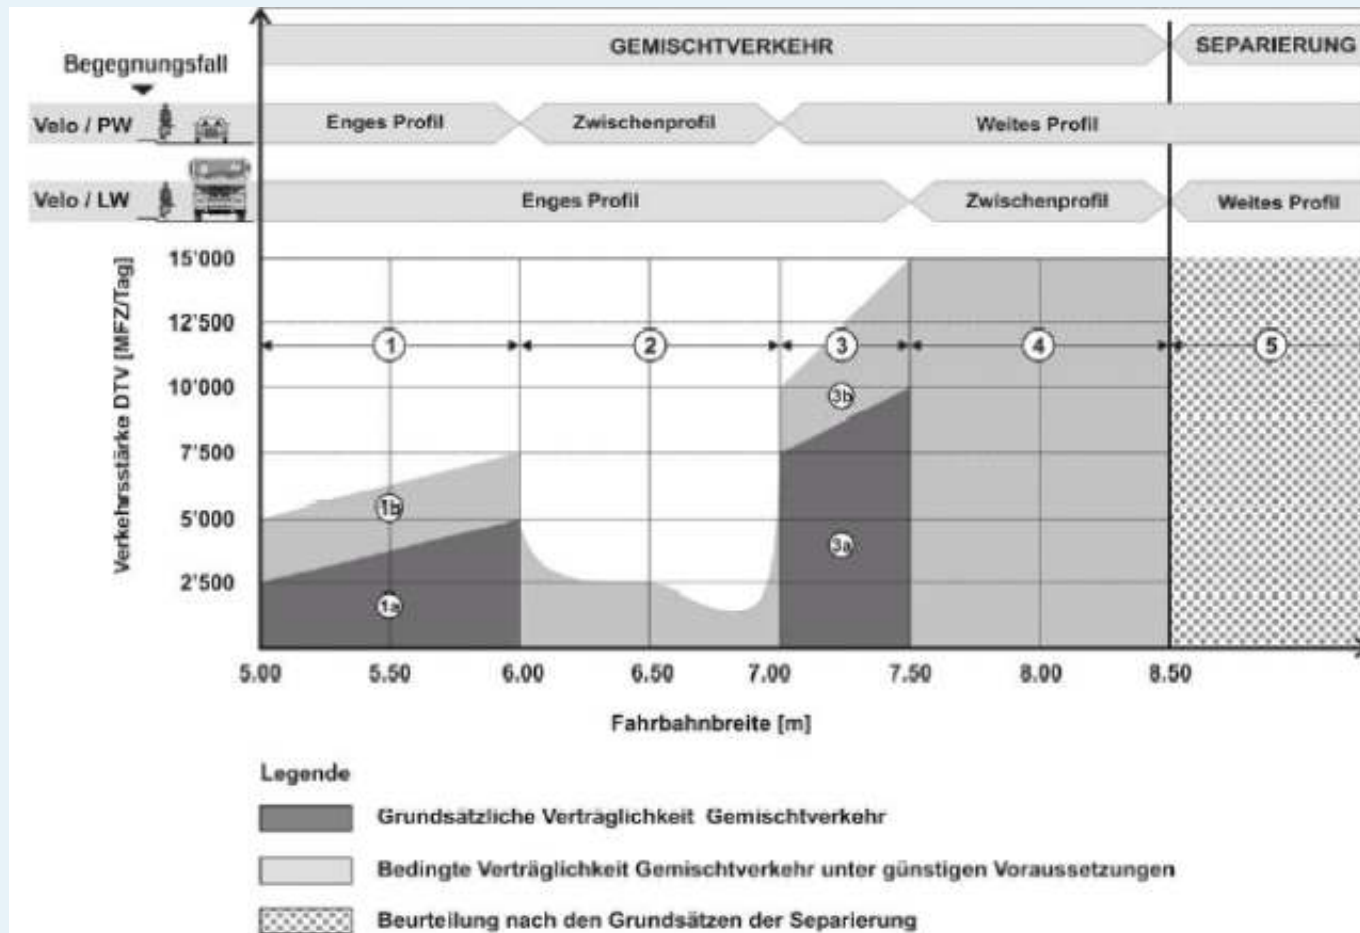 GEMISCHTVERKEHR SEPARIERUNG
Begegnungsfall
Velo / PW Enges Profil Zwischenprofil Weites Profil
Velo / LW Enges Profil Zwischenprofil Weites Profil
Verkehrsstärke DTV [MFZ/Tag]
15'000
12'500
1 2 3 4 5
10'000
3b
7'500
1b
5'000
3a
2'500
1a
5.00 5.50 6.00 6.50 7.00 7.50 8.00 8.50
Fahrbahnbreite [m]
Legende
Grundsätzliche Verträglichkeit Gemischtverkehr
Bedingte Verträglichkeit Gemischtverkehr unter günstigen Voraussetzungen
Beurteilung nach den Grundsätzen der Separierung